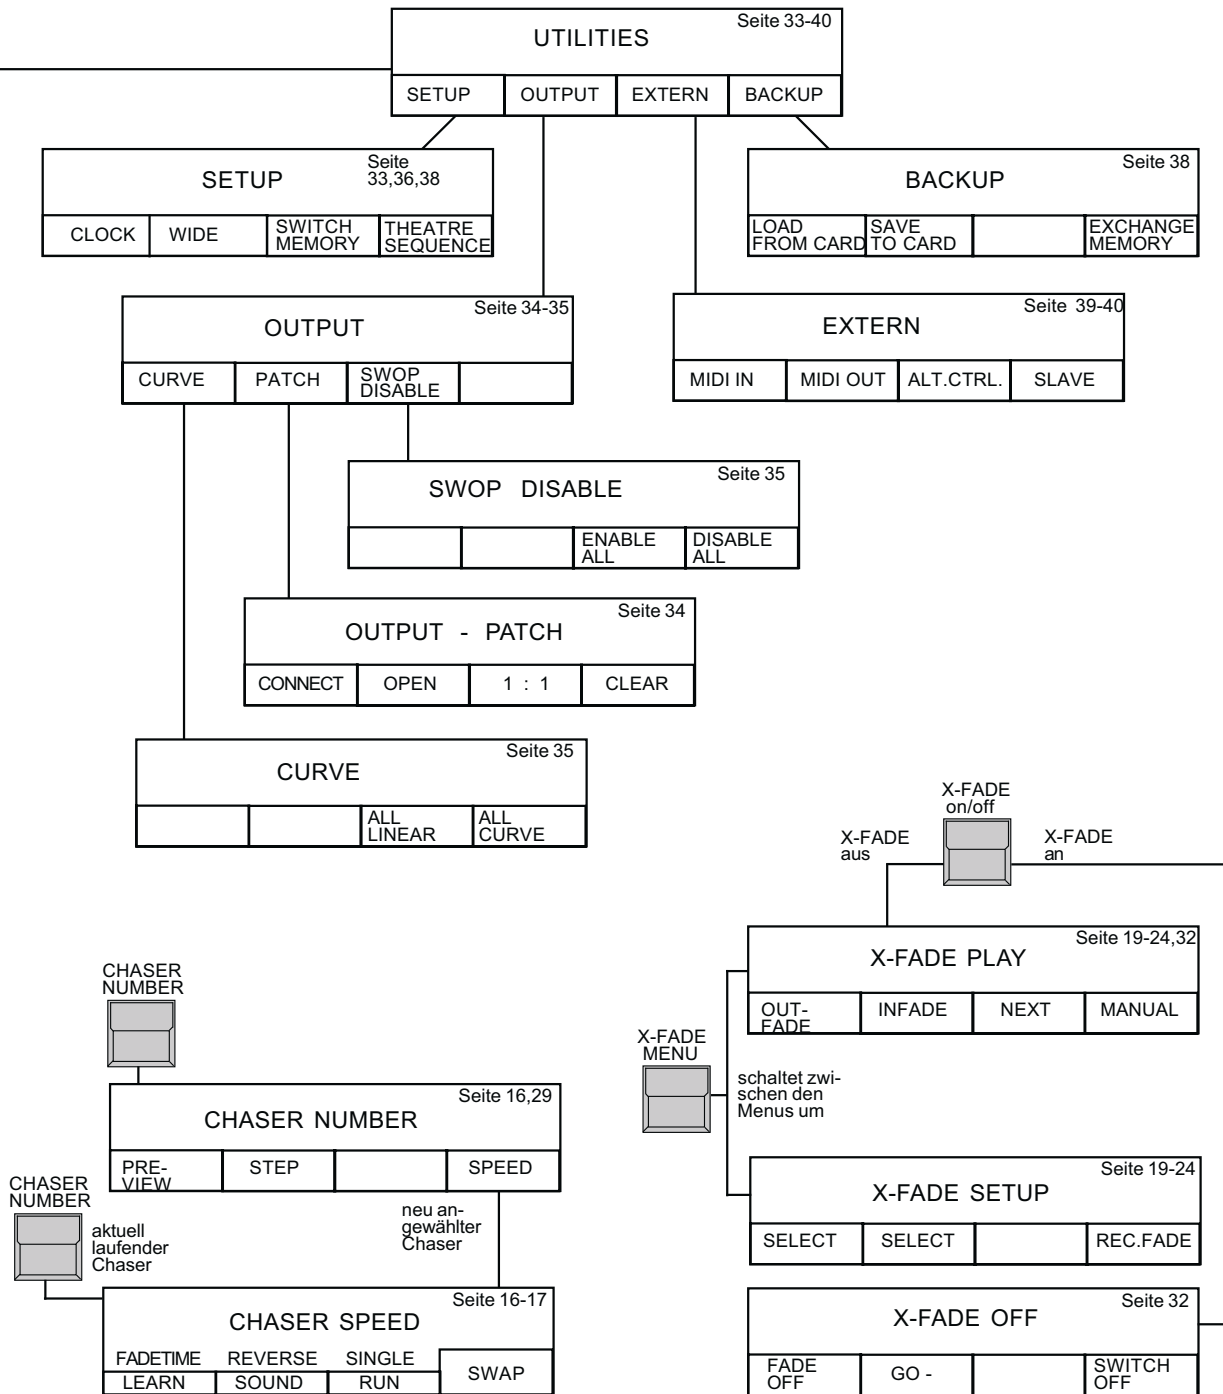 Seite 33-40
UTILITIES
SETUP
OUTPUT
EXTERN
BACKUP
Seite
33,36,38
SETUP
CLOCK
WIDE
SWITCH
MEMORY
THEATRE
SEQUENCE
Seite 38
BACKUP
LOAD
FROM CARD
SAVE
TO CARD
EXCHANGE
MEMORY
Seite 34-35
OUTPUT
CURVE
PATCH
SWOP
DISABLE
Seite 39-40
EXTERN
MIDI IN
MIDI OUT
ALT.CTRL.
SLAVE
Seite 35
SWOP DISABLE
ENABLE
ALL
DISABLE
ALL
Seite 34
OUTPUT - PATCH
CONNECT
OPEN
1 : 1
CLEAR
Seite 35
CURVE
ALL
LINEAR
ALL
CURVE
X-FADE
on/off
X-FADE
aus
X-FADE
an
Seite 19-24,32
X-FADE PLAY
OUT-
FADE
INFADE
NEXT
MANUAL
X-FADE
MENU
schaltet zwi-
schen den
Menus um
Seite 19-24
X-FADE SETUP
SELECT
SELECT
REC.FADE
Seite 32
X-FADE OFF
FADE
OFF
GO -
SWITCH
OFF
CHASER
NUMBER
Seite 16,29
CHASER NUMBER
PRE-
VIEW
STEP
SPEED
CHASER
NUMBER
aktuell
laufender
Chaser
neu an-
gewählter
Chaser
Seite 16-17
CHASER SPEED
FADETIME
REVERSE
SINGLE
LEARN
SOUND
RUN
SWAP